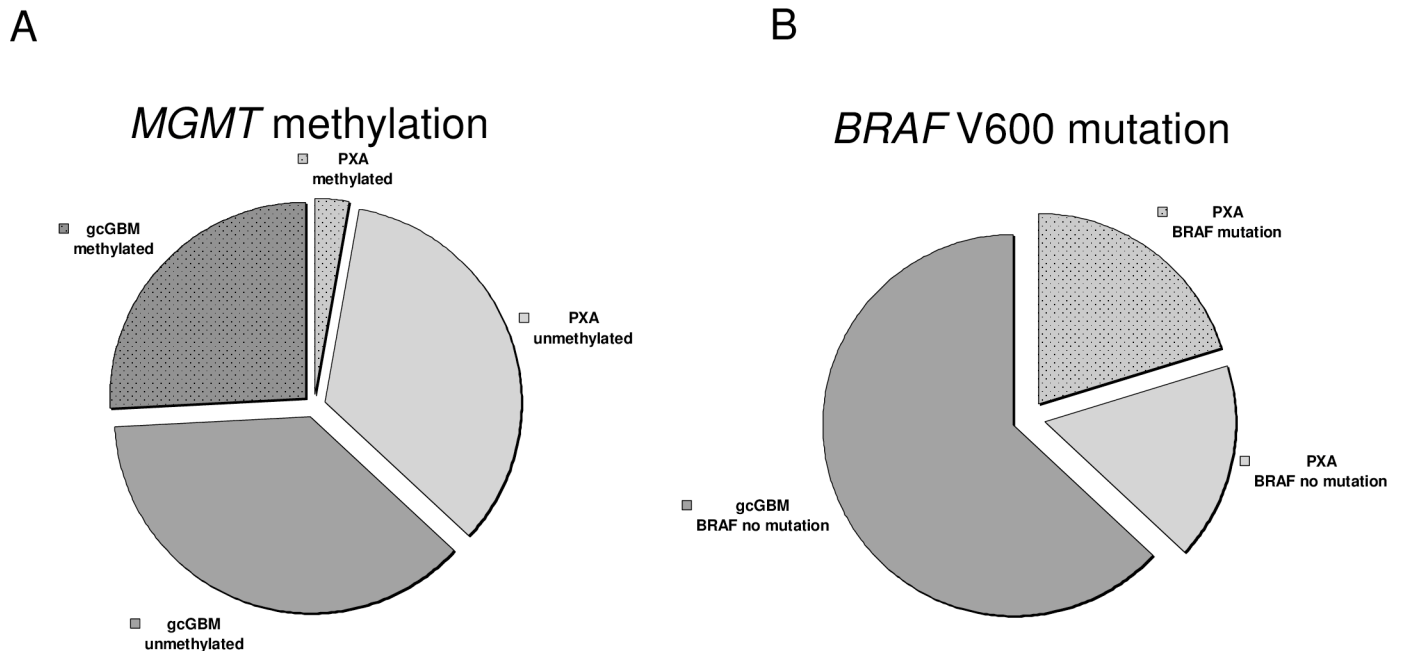 A
MGMT methylation
PXA
methylated
gcGBM
methylated
PXA
unmethylated
gcGBM
unmethylated
B
BRAF V600 mutation
PXA
BRAF mutation
PXA
BRAF no mutation
gcGBM
BRAF no mutation